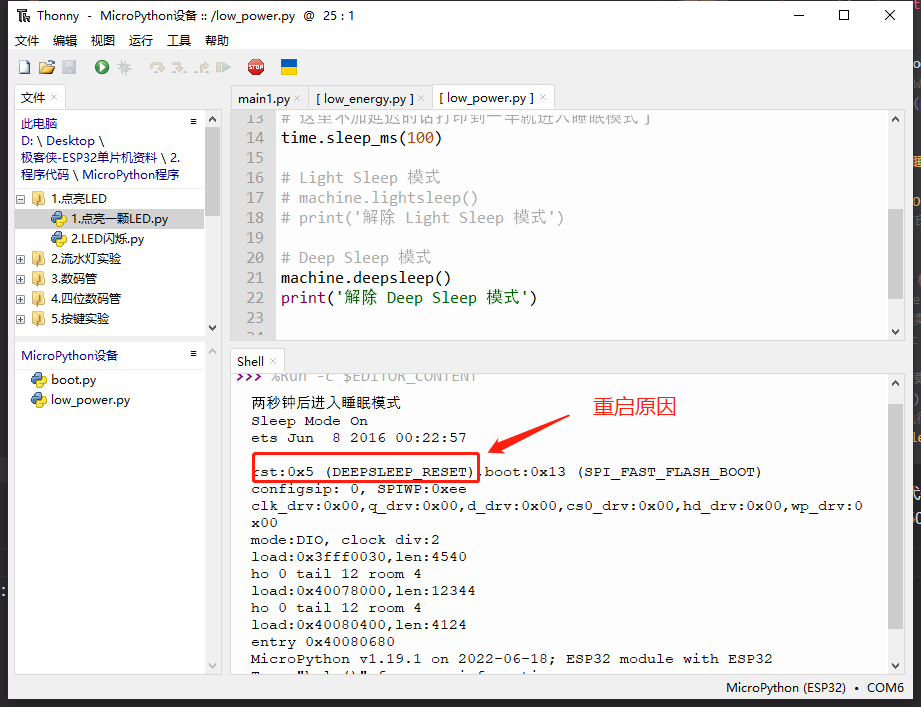 Thonny - MicroPython设备 :: /low_power.py @ 25 : 1
文件 编辑 视图 运行 工具 帮助
STOP
文件 ×
main1.py × [ low_energy.py ] × [ low_power.py ] ×
此电脑
D: \ Desktop \
极客侠-ESP32单片机资料 \ 2.
程序代码 \ MicroPython程序
1.点亮LED
1.点亮一颗LED.py
2.LED闪烁.py
2.流水灯实验
3.数码管
4.四位数码管
5.按键实验
MicroPython设备
boot.py
low_power.py
13 # 这里不加延迟的话打印到一半就进入睡眠模式了
14 time.sleep_ms(100)
15
16 # Light Sleep 模式
17 # machine.lightsleep()
18 # print('解除 Light Sleep 模式')
19
20 # Deep Sleep 模式
21 machine.deepsleep()
22 print('解除 Deep Sleep 模式')
23
24
Shell ×
>>> %Run -c $EDITOR_CONTENT
两秒钟后进入睡眠模式
Sleep Mode On
ets Jun  8 2016 00:22:57
重启原因
rst:0x5 (DEEPSLEEP_RESET),boot:0x13 (SPI_FAST_FLASH_BOOT)
configsip: 0, SPIWP:0xee
clk_drv:0x00,q_drv:0x00,d_drv:0x00,cs0_drv:0x00,hd_drv:0x00,wp_drv:0
x00
mode:DIO, clock div:2
load:0x3fff0030,len:4540
ho 0 tail 12 room 4
load:0x40078000,len:12344
ho 0 tail 12 room 4
load:0x40080400,len:4124
entry 0x40080680
MicroPython v1.19.1 on 2022-06-18; ESP32 module with ESP32
MicroPython (ESP32) • COM6